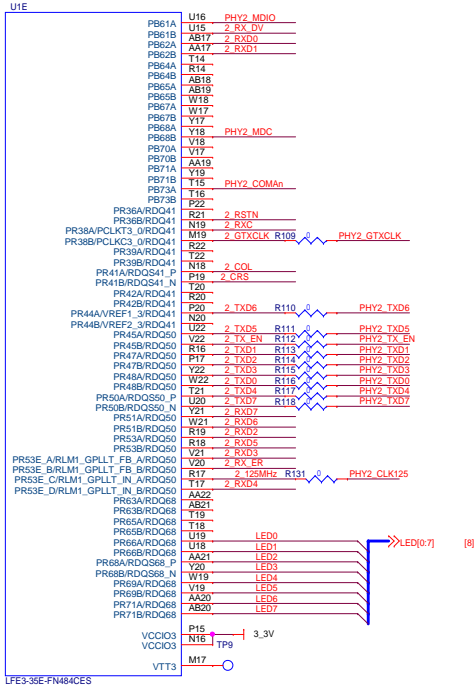 U1E
PB61A U16 PHY2_MDIO
PB61B U15 2_RX_DV
PB62A AB17 2_RXD0
PB62B AA17 2_RXD1
PB64A T14
PB64B R14
PB65A AB18
PB65B AB19
PB67A W18
PB67B W17
PB68A Y17
PB68B Y18 PHY2_MDC
PB70A V18
PB70B V17
PB71A AA19
PB71B Y19
PB73A T15 PHY2_COMAn
PB73B T16
PR36A/RDQ41 P22
PR36B/RDQ41 R21 2_RSTN
PR38A/PCLKT3_0/RDQ41 N19 2_RXC
PR38B/PCLKC3_0/RDQ41 M19 2_GTXCLK R109 0 PHY2_GTXCLK
PR39A/RDQ41 R22
PR39B/RDQ41 T22
PR41A/RDQS41_P N18 2_COL
PR41B/RDQS41_N P19 2_CRS
PR42A/RDQ41 T20
PR42B/RDQ41 R20
PR44A/VREF1_3/RDQ41 P20 2_TXD6 R110 0 PHY2_TXD6
PR44B/VREF2_3/RDQ41 N20
PR45A/RDQ50 U22 2_TXD5 R111 0 PHY2_TXD5
PR45B/RDQ50 V22 2_TX_EN R112 0 PHY2_TX_EN
PR47A/RDQ50 R16 2_TXD1 R113 0 PHY2_TXD1
PR47B/RDQ50 P17 2_TXD2 R114 0 PHY2_TXD2
PR48A/RDQ50 Y22 2_TXD3 R115 0 PHY2_TXD3
PR48B/RDQ50 W22 2_TXD0 R116 0 PHY2_TXD0
PR50A/RDQS50_P T21 2_TXD4 R117 0 PHY2_TXD4
PR50B/RDQS50_N U20 2_TXD7 R118 0 PHY2_TXD7
PR51A/RDQ50 Y21 2_RXD7
PR51B/RDQ50 W21 2_RXD6
PR53A/RDQ50 R19 2_RXD2
PR53B/RDQ50 R18 2_RXD5
PR53E_A/RLM1_GPLLT_FB_A/RDQ50 V21 2_RXD3
PR53E_B/RLM1_GPLLT_FB_B/RDQ50 V20 2_RX_ER
PR53E_C/RLM1_GPLLT_IN_A/RDQ50 R17 2_125MHz R131 0 PHY2_CLK125
PR53E_D/RLM1_GPLLT_IN_B/RDQ50 T17 2_RXD4
PR63A/RDQ68 AA22
PR63B/RDQ68 AB21
PR65A/RDQ68 T19
PR65B/RDQ68 T18
PR66A/RDQ68 U19 LED0
PR66B/RDQ68 U18 LED1 LED[0:7] [8]
PR68A/RDQS68_P AA21 LED2
PR68B/RDQS68_N Y20 LED3
PR69A/RDQ68 W19 LED4
PR69B/RDQ68 V19 LED5
PR71A/RDQ68 AA20 LED6
PR71B/RDQ68 AB20 LED7
VCCIO3 P15 3_3V
VCCIO3 N16 TP9
VTT3 M17
LFE3-35E-FN484CES